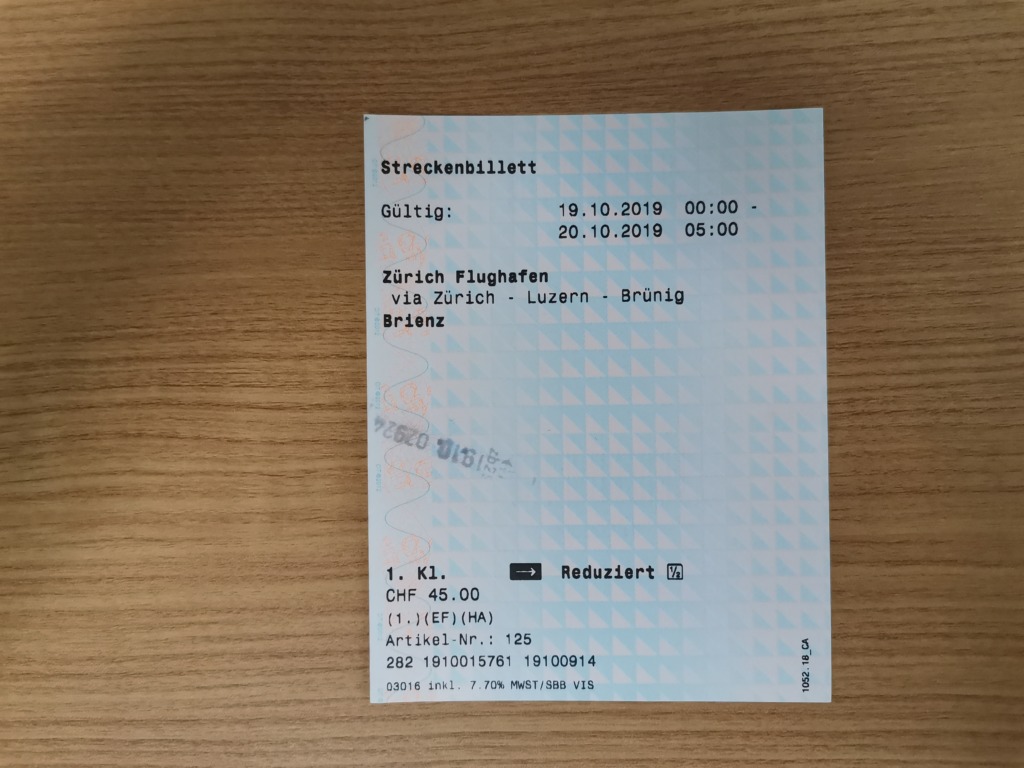 Streckenbillett
Gültig: 19.10.2019 00:00 -
20.10.2019 05:00
Zürich Flughafen
via Zürich - Luzern - Brünig
Brienz
1. Kl. → Reduziert ½
CHF 45.00
(1.)(EF)(HA)
Artikel-Nr.: 125
282 1910015761 19100914
03016 inkl. 7.70% MWST/SBB VIS
1052.18_CA